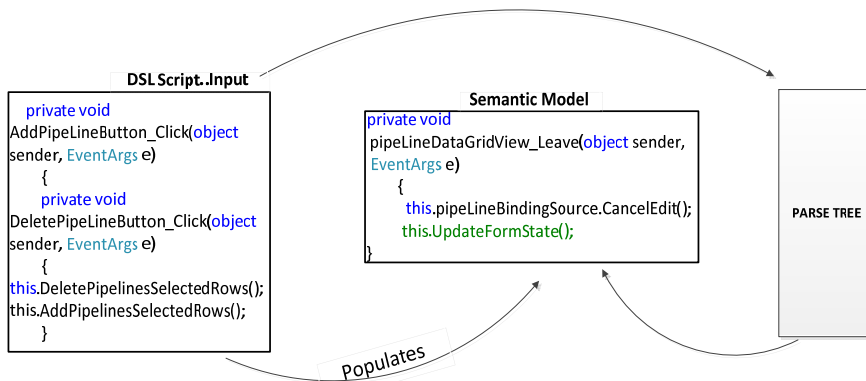 DSL Script..Input
private void
AddPipeLineButton_Click(object
sender, EventArgs e)
{
private void
DeletePipeLineButton_Click(object
sender, EventArgs e)
{
this.DeletePipelinesSelectedRows();
this.AddPipelinesSelectedRows();
}
Semantic Model
private void
pipeLineDataGridView_Leave(object sender,
EventArgs e)
{
this.pipeLineBindingSource.CancelEdit();
this.UpdateFormState();
}
PARSE TREE
Populates